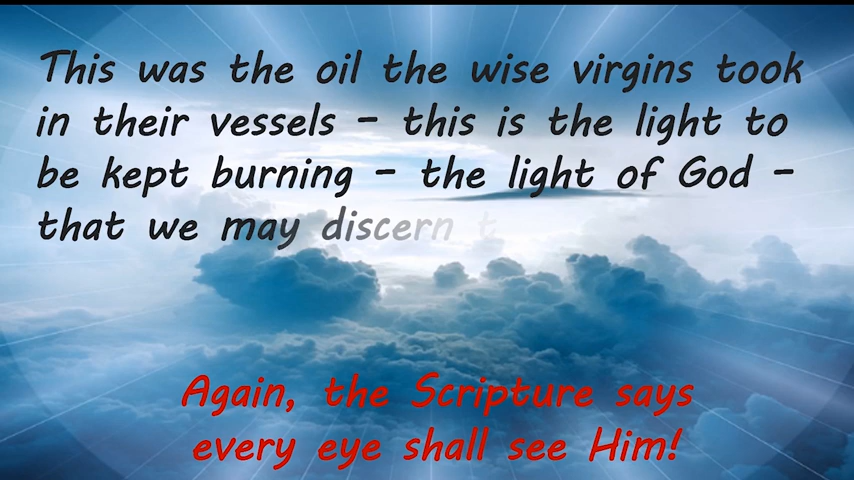 This was the oil the wise virgins took
in their vessels – this is the light to
be kept burning – the light of God –
that we may discern t
Again, the Scripture says
every eye shall see Him!